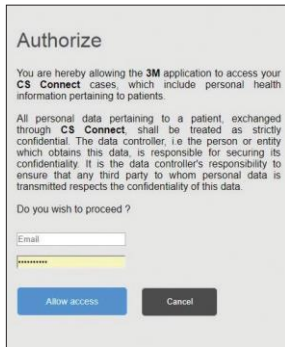 Authorize
You are hereby allowing the 3M application to access your
CS Connect cases, which include personal health
information pertaining to patients.
All personal data pertaining to a patient, exchanged
through CS Connect, shall be treated as strictly
confidential. The data controller, i.e the person or entity
which obtains this data, is responsible for securing its
confidentiality. It is the data controller's responsibility to
ensure that any third party to whom personal data is
transmitted respects the confidentiality of this data.
Do you wish to proceed ?
Email
••••••••••
Allow access Cancel